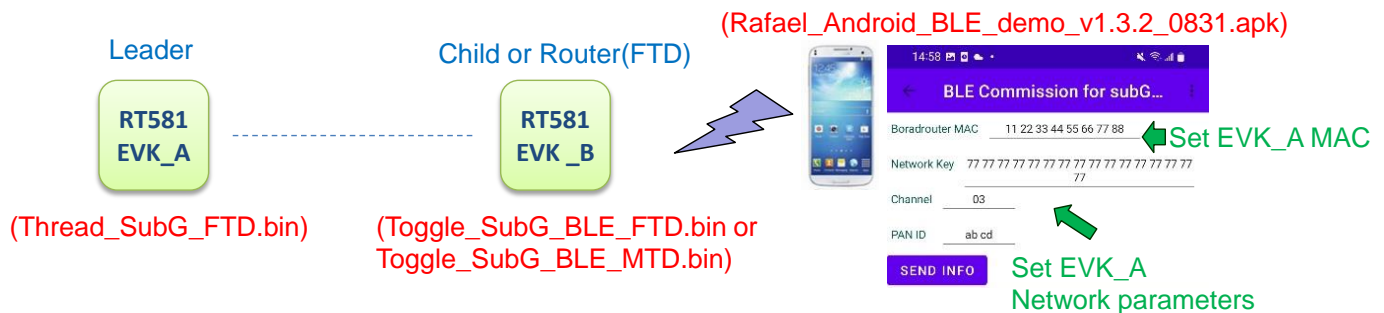 (Rafael_Android_BLE_demo_v1.3.2_0831.apk)
Leader
Child or Router(FTD)
RT581
EVK_A
RT581
EVK _B
(Thread_SubG_FTD.bin)
(Toggle_SubG_BLE_FTD.bin or
Toggle_SubG_BLE_MTD.bin)
14:58
BLE Commission for subG...
Boradrouter MAC 11 22 33 44 55 66 77 88
Set EVK_A MAC
Network Key 77 77 77 77 77 77 77 77 77 77 77 77 77 77 77
77
Channel 03
PAN ID ab cd
SEND INFO
Set EVK_A
Network parameters